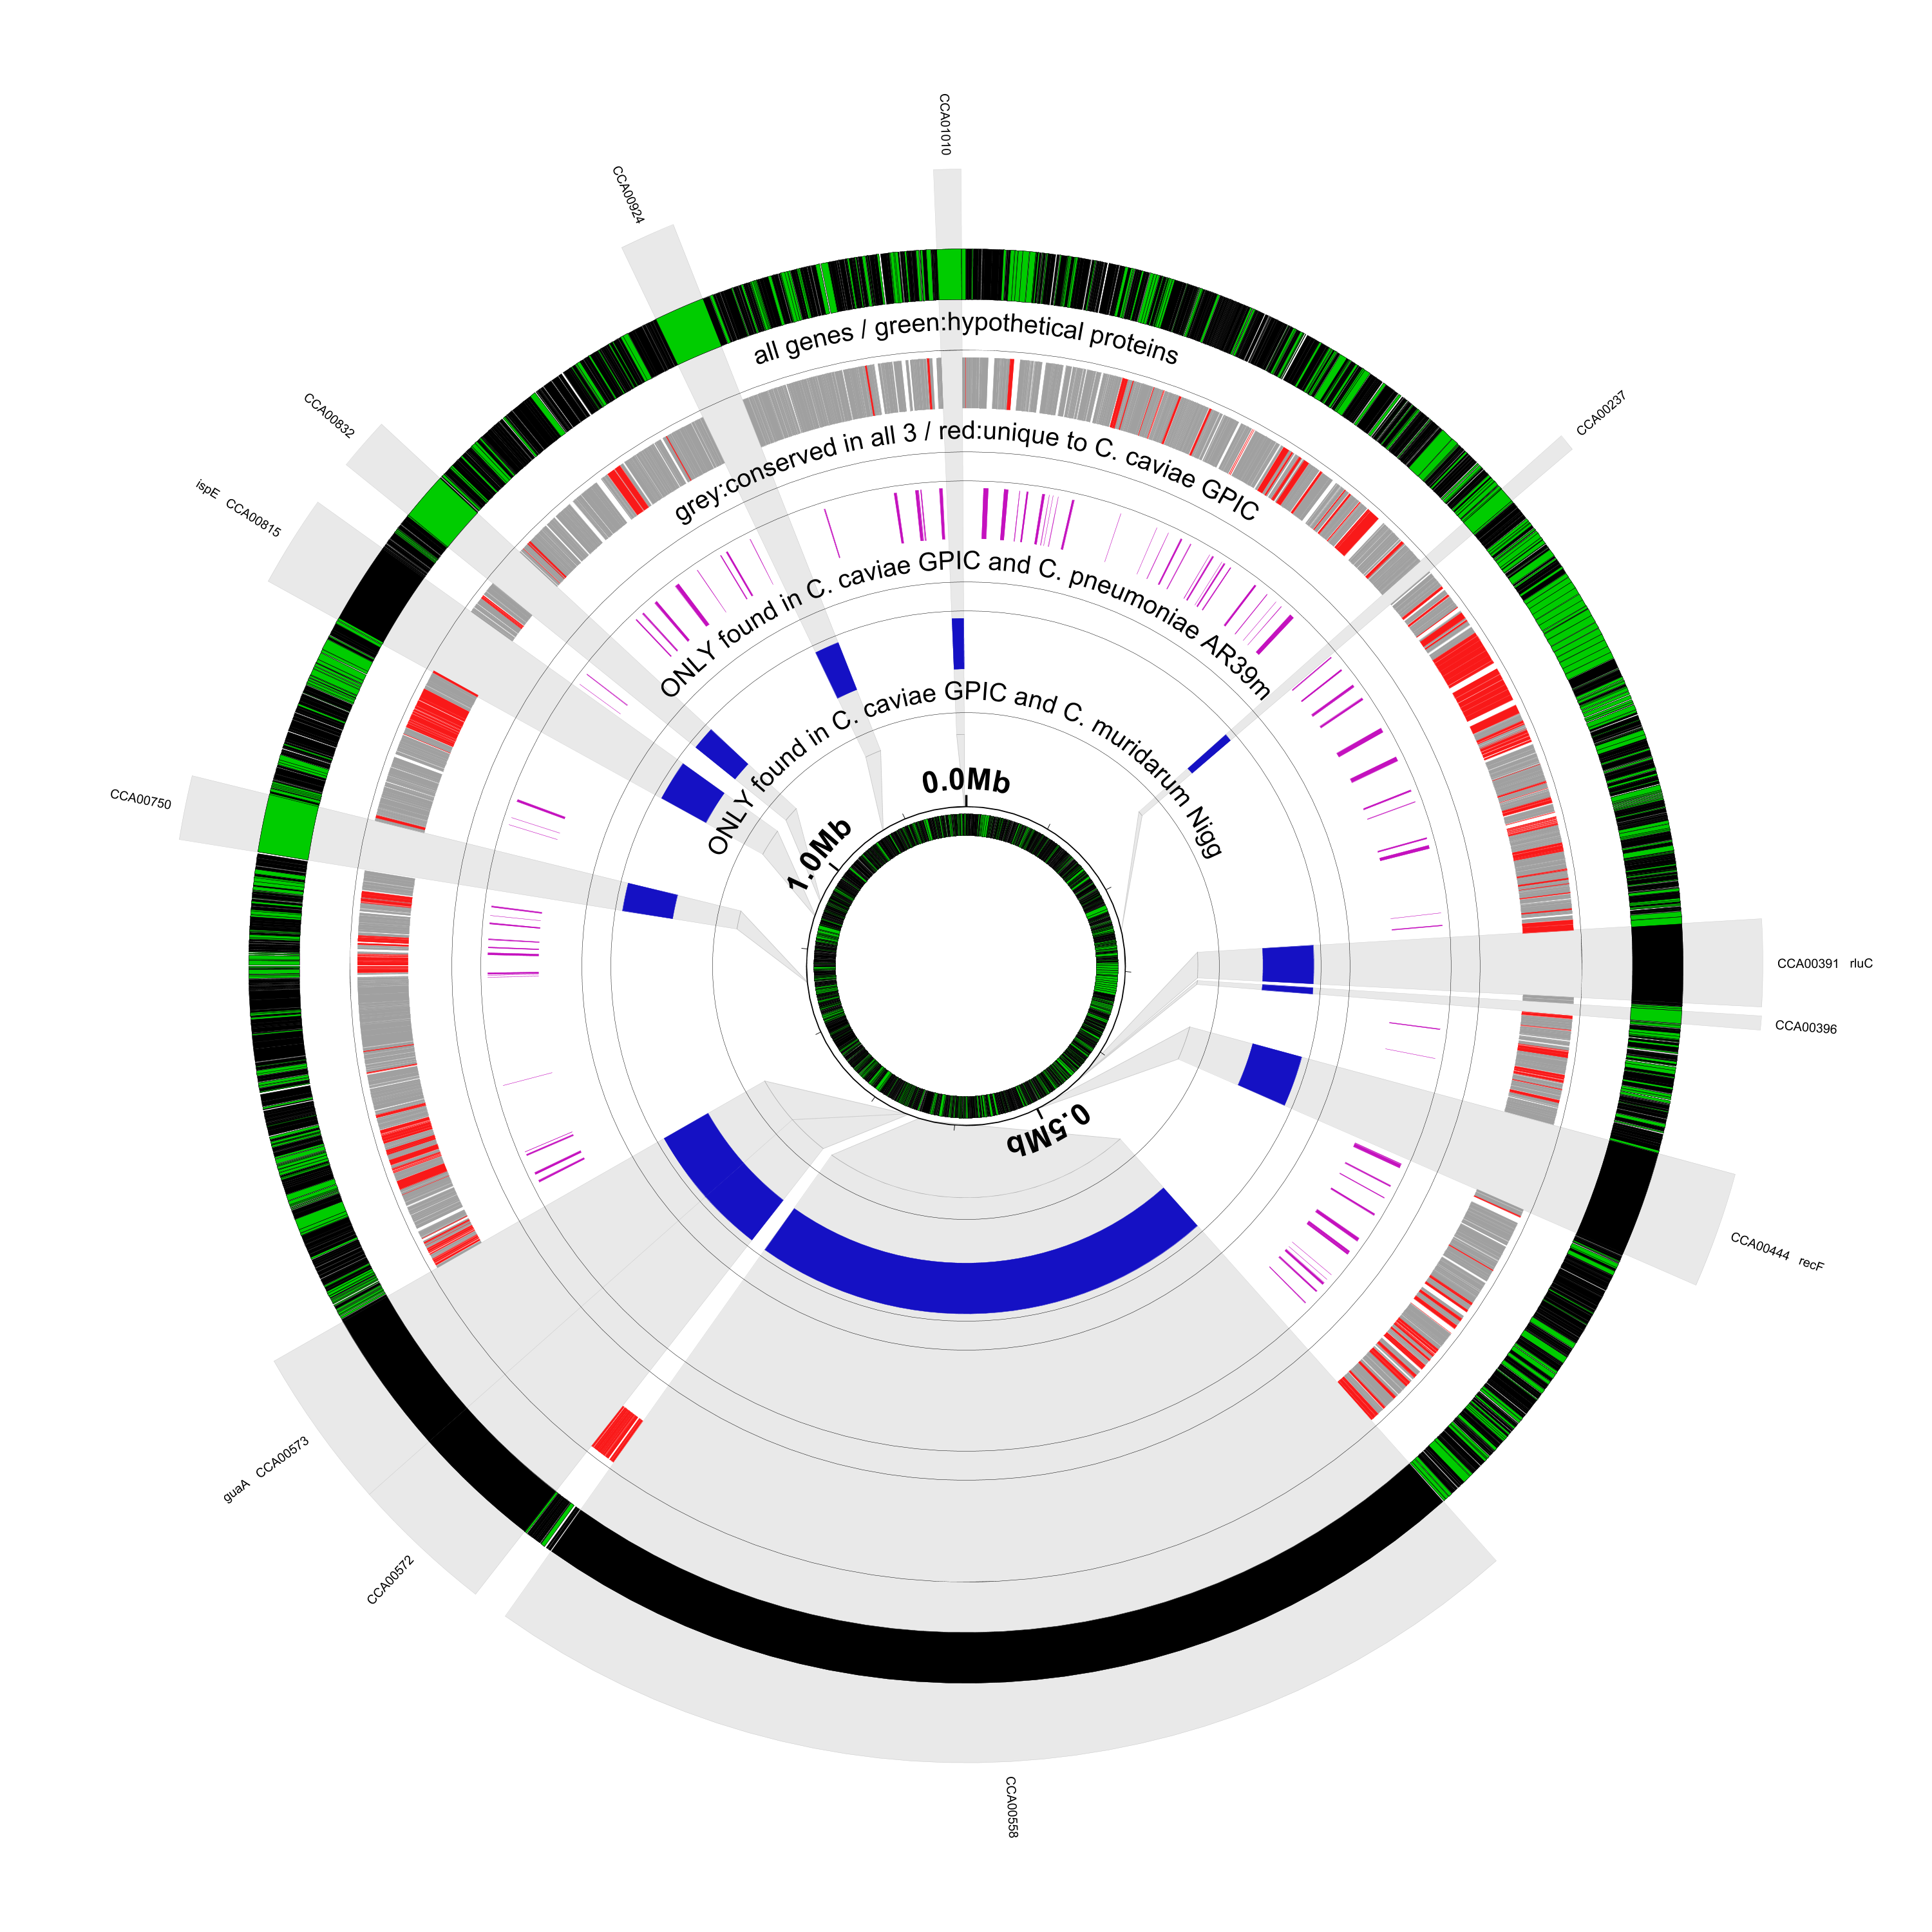 CCA01010
CCA00924
CCA00832
ispE CCA00815
CCA00750
CCA00237
CCA00391 rluC
CCA00396
CCA00444 recF
CCA00558
CCA00572
guaA CCA00573
all genes / green:hypothetical proteins
grey:conserved in all 3 / red:unique to C. caviae GPIC
ONLY found in C. caviae GPIC and C. pneumoniae AR39m
ONLY found in C. caviae GPIC and C. muridarum Nigg
0.0Mb
0.5Mb
1.0Mb